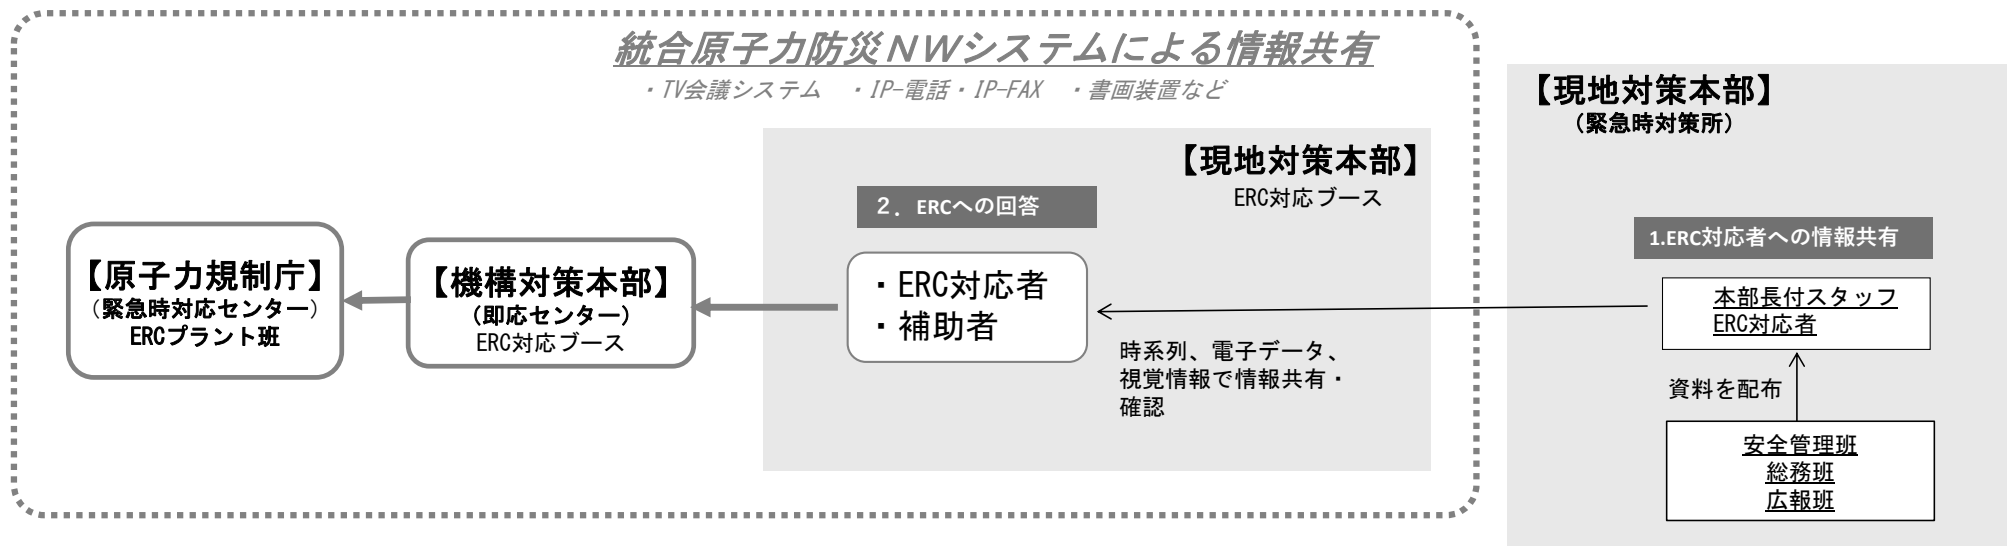 統合原子力防災NWシステムによる情報共有
・TV会議システム　・IP-電話・IP-FAX　・書画装置など
【現地対策本部】
(緊急時対策所)
【現地対策本部】
ERC対応ブース
2. ERCへの回答
1.ERC対応者への情報共有
【原子力規制庁】
(緊急時対応センター)
ERCプラント班
【機構対策本部】
(即応センター)
ERC対応ブース
・ERC対応者
・補助者
本部長付スタッフ
ERC対応者
時系列、電子データ、
視覚情報で情報共有・
確認
資料を配布
安全管理班
総務班
広報班